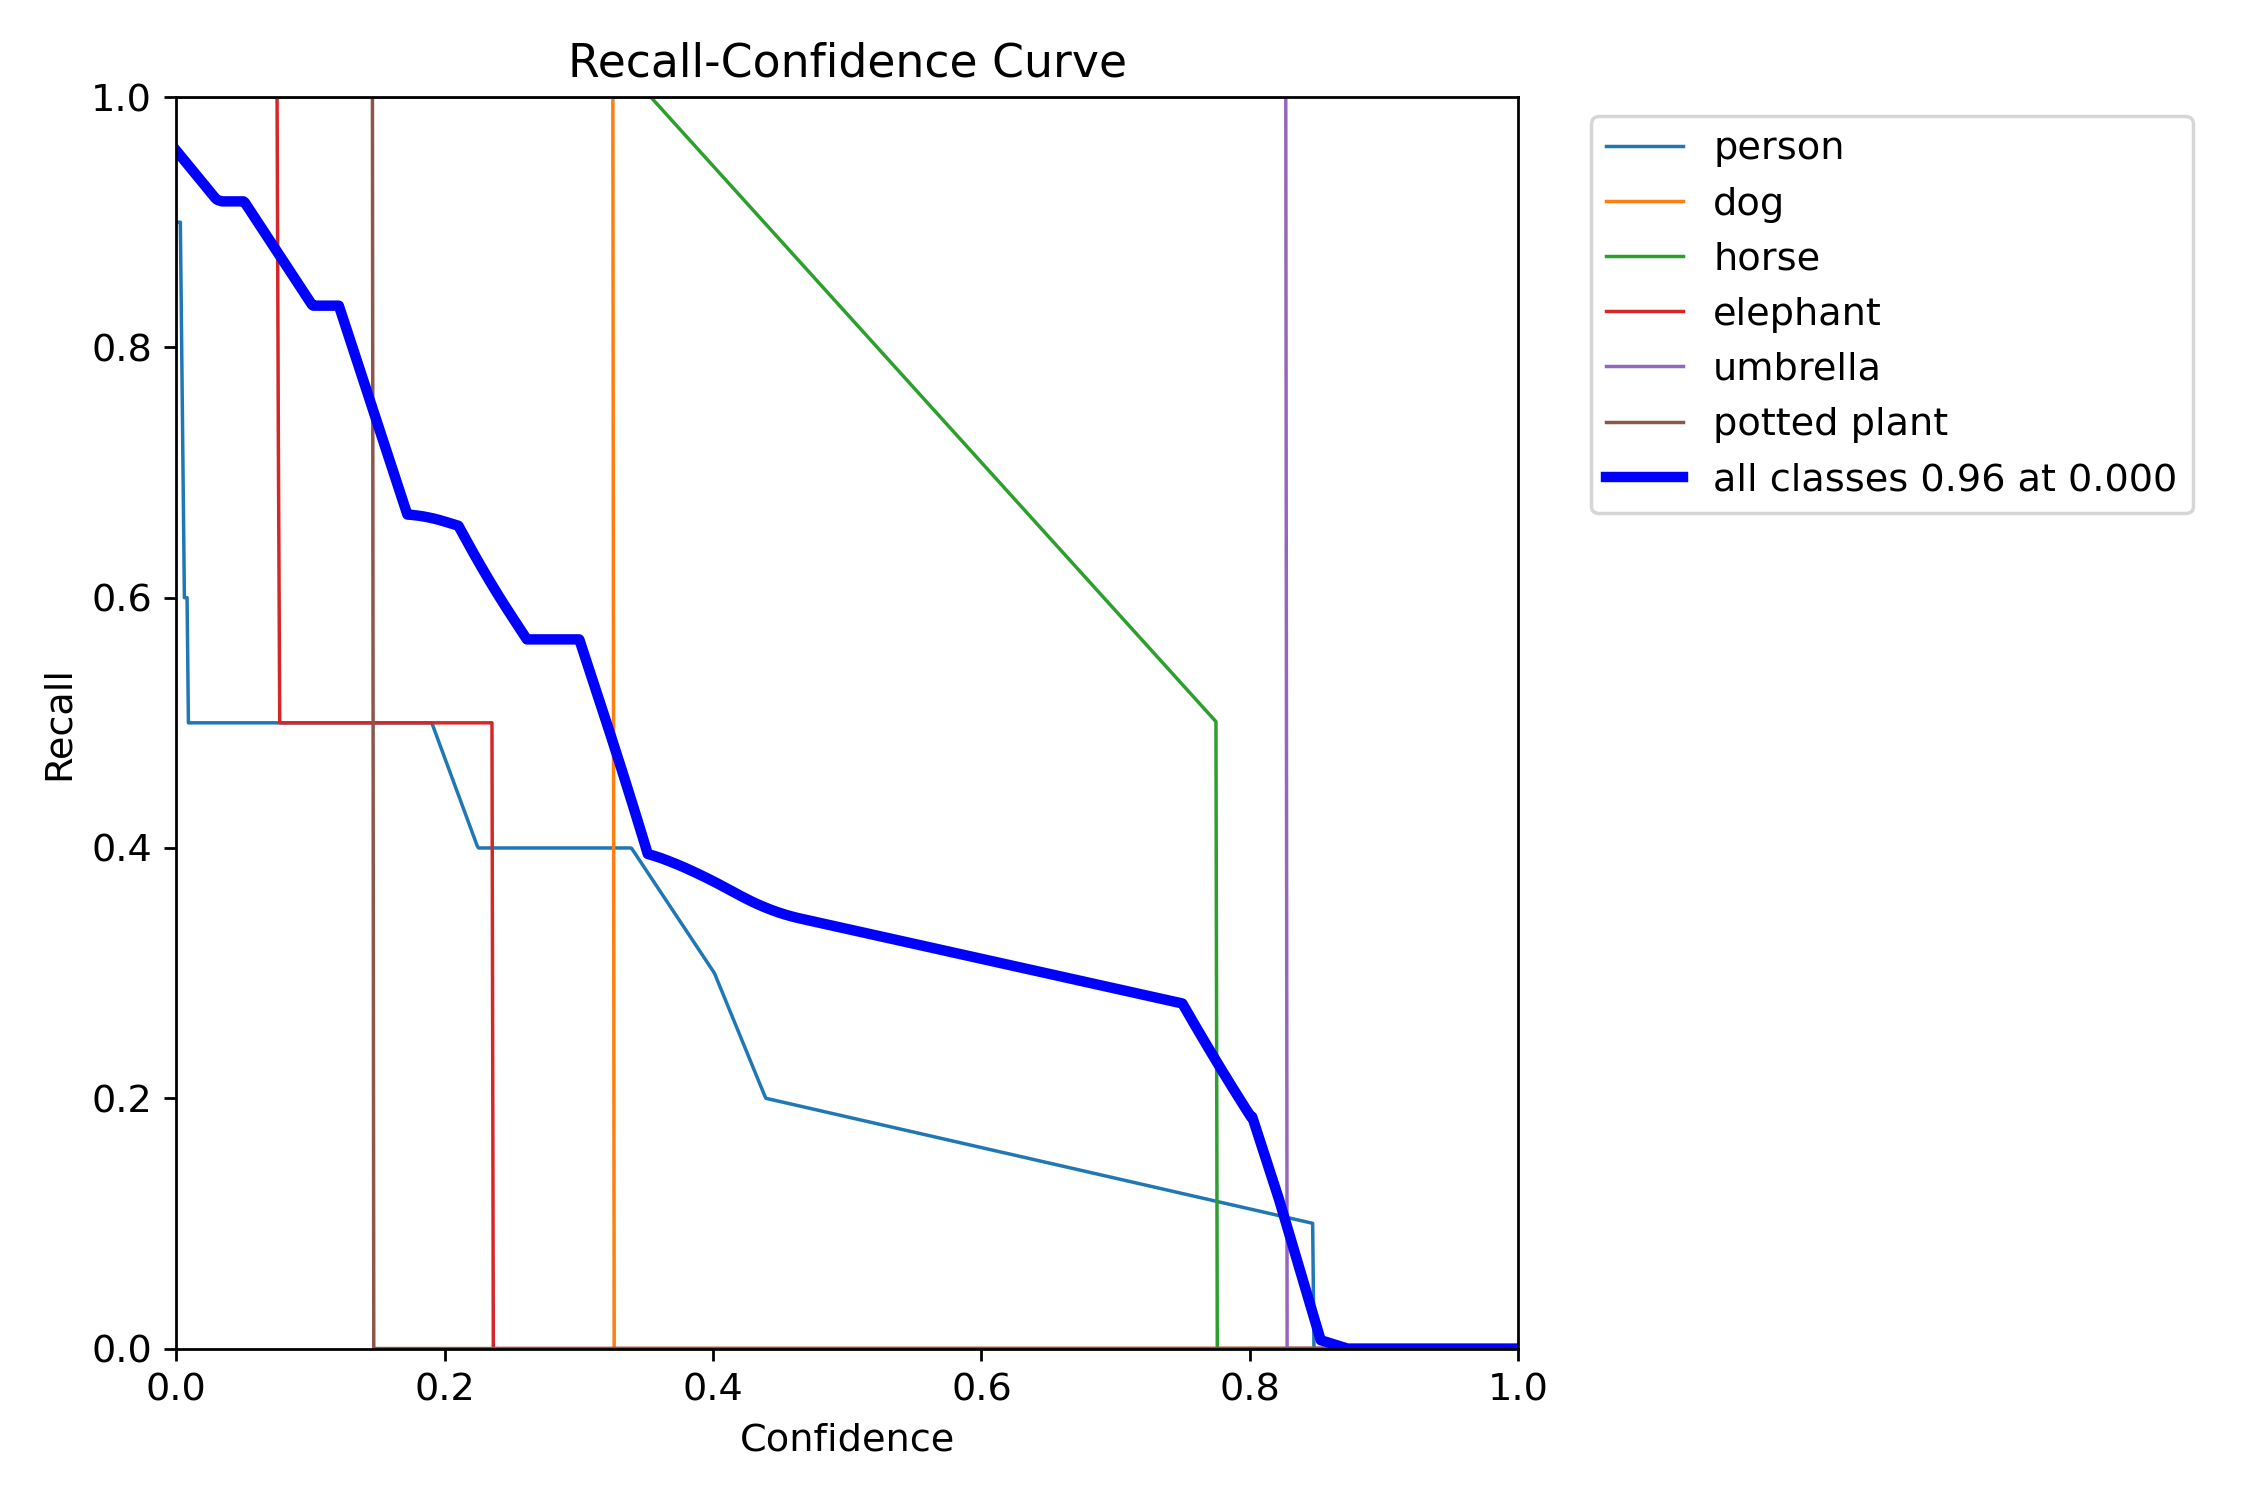 Recall-Confidence Curve
1.0
0.8
0.6
0.4
0.2
0.0
Recall
0.0 0.2 0.4 0.6 0.8 1.0
Confidence
person
dog
horse
elephant
umbrella
potted plant
all classes 0.96 at 0.000